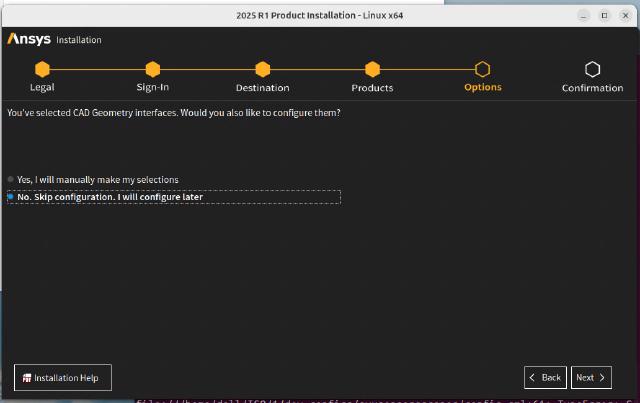 2025 R1 Product Installation - Linux x64
Ansys Installation
Legal Sign-In Destination Products Options Confirmation
You've selected CAD Geometry interfaces. Would you also like to configure them?
Yes, I will manually make my selections
No. Skip configuration. I will configure later
Installation Help < Back Next >